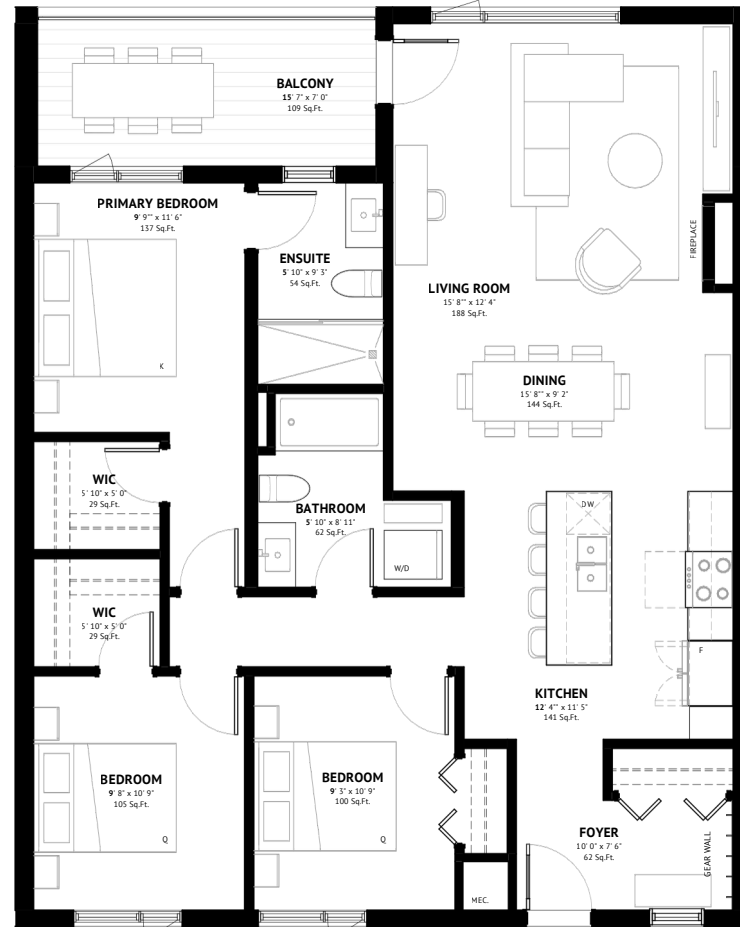 BALCONY
15' 7" x 7' 0"
109 Sq.Ft.
PRIMARY BEDROOM
9' 9"" x 11' 6"
137 Sq.Ft.
ENSUITE
5' 10" x 9' 3"
54 Sq.Ft.
FIREPLACE
LIVING ROOM
15' 8"" x 12' 4"
188 Sq.Ft.
K
DINING
15' 8"" x 9' 2"
144 Sq.Ft.
WIC
5' 10" x 5' 0"
29 Sq.Ft.
BATHROOM
5' 10" x 8' 11"
62 Sq.Ft.
DW
W/D
WIC
5' 10" x 5' 0"
29 Sq.Ft.
F
KITCHEN
12' 4"" x 11' 5"
141 Sq.Ft.
BEDROOM
9' 8" x 10' 9"
105 Sq.Ft.
Q
BEDROOM
9' 3" x 10' 9"
100 Sq.Ft.
Q
FOYER
10' 0" x 7' 6"
62 Sq.Ft.
GEAR WALL
MEC.